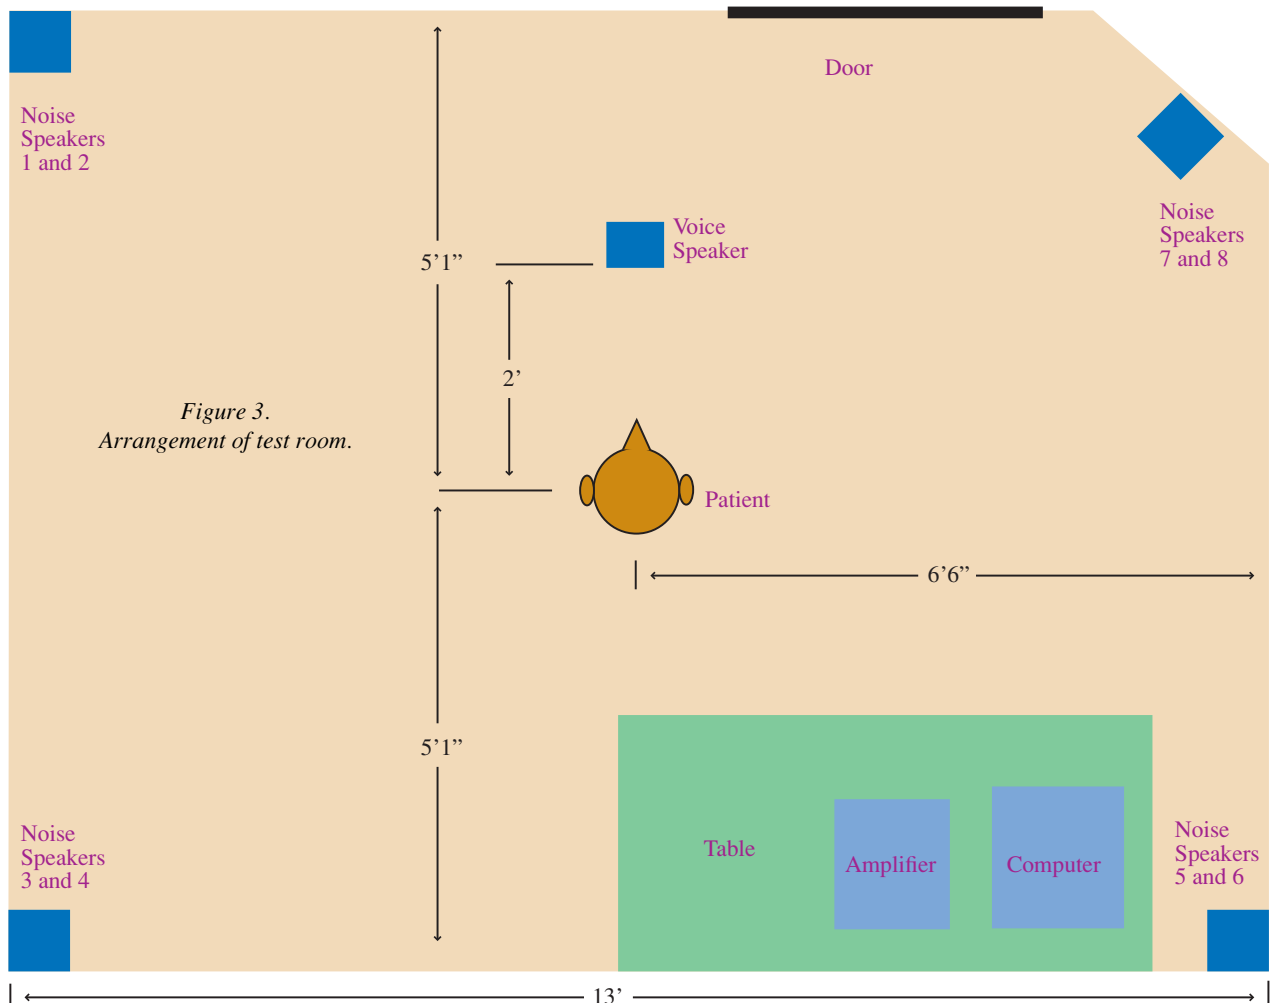 Door
Noise
Speakers
1 and 2
Voice
Speaker
Noise
Speakers
7 and 8
5’1”
2’
Figure 3.
Arrangement of test room.
Patient
6’6”
5’1”
Noise
Speakers
3 and 4
Table
Amplifier
Computer
Noise
Speakers
5 and 6
13'